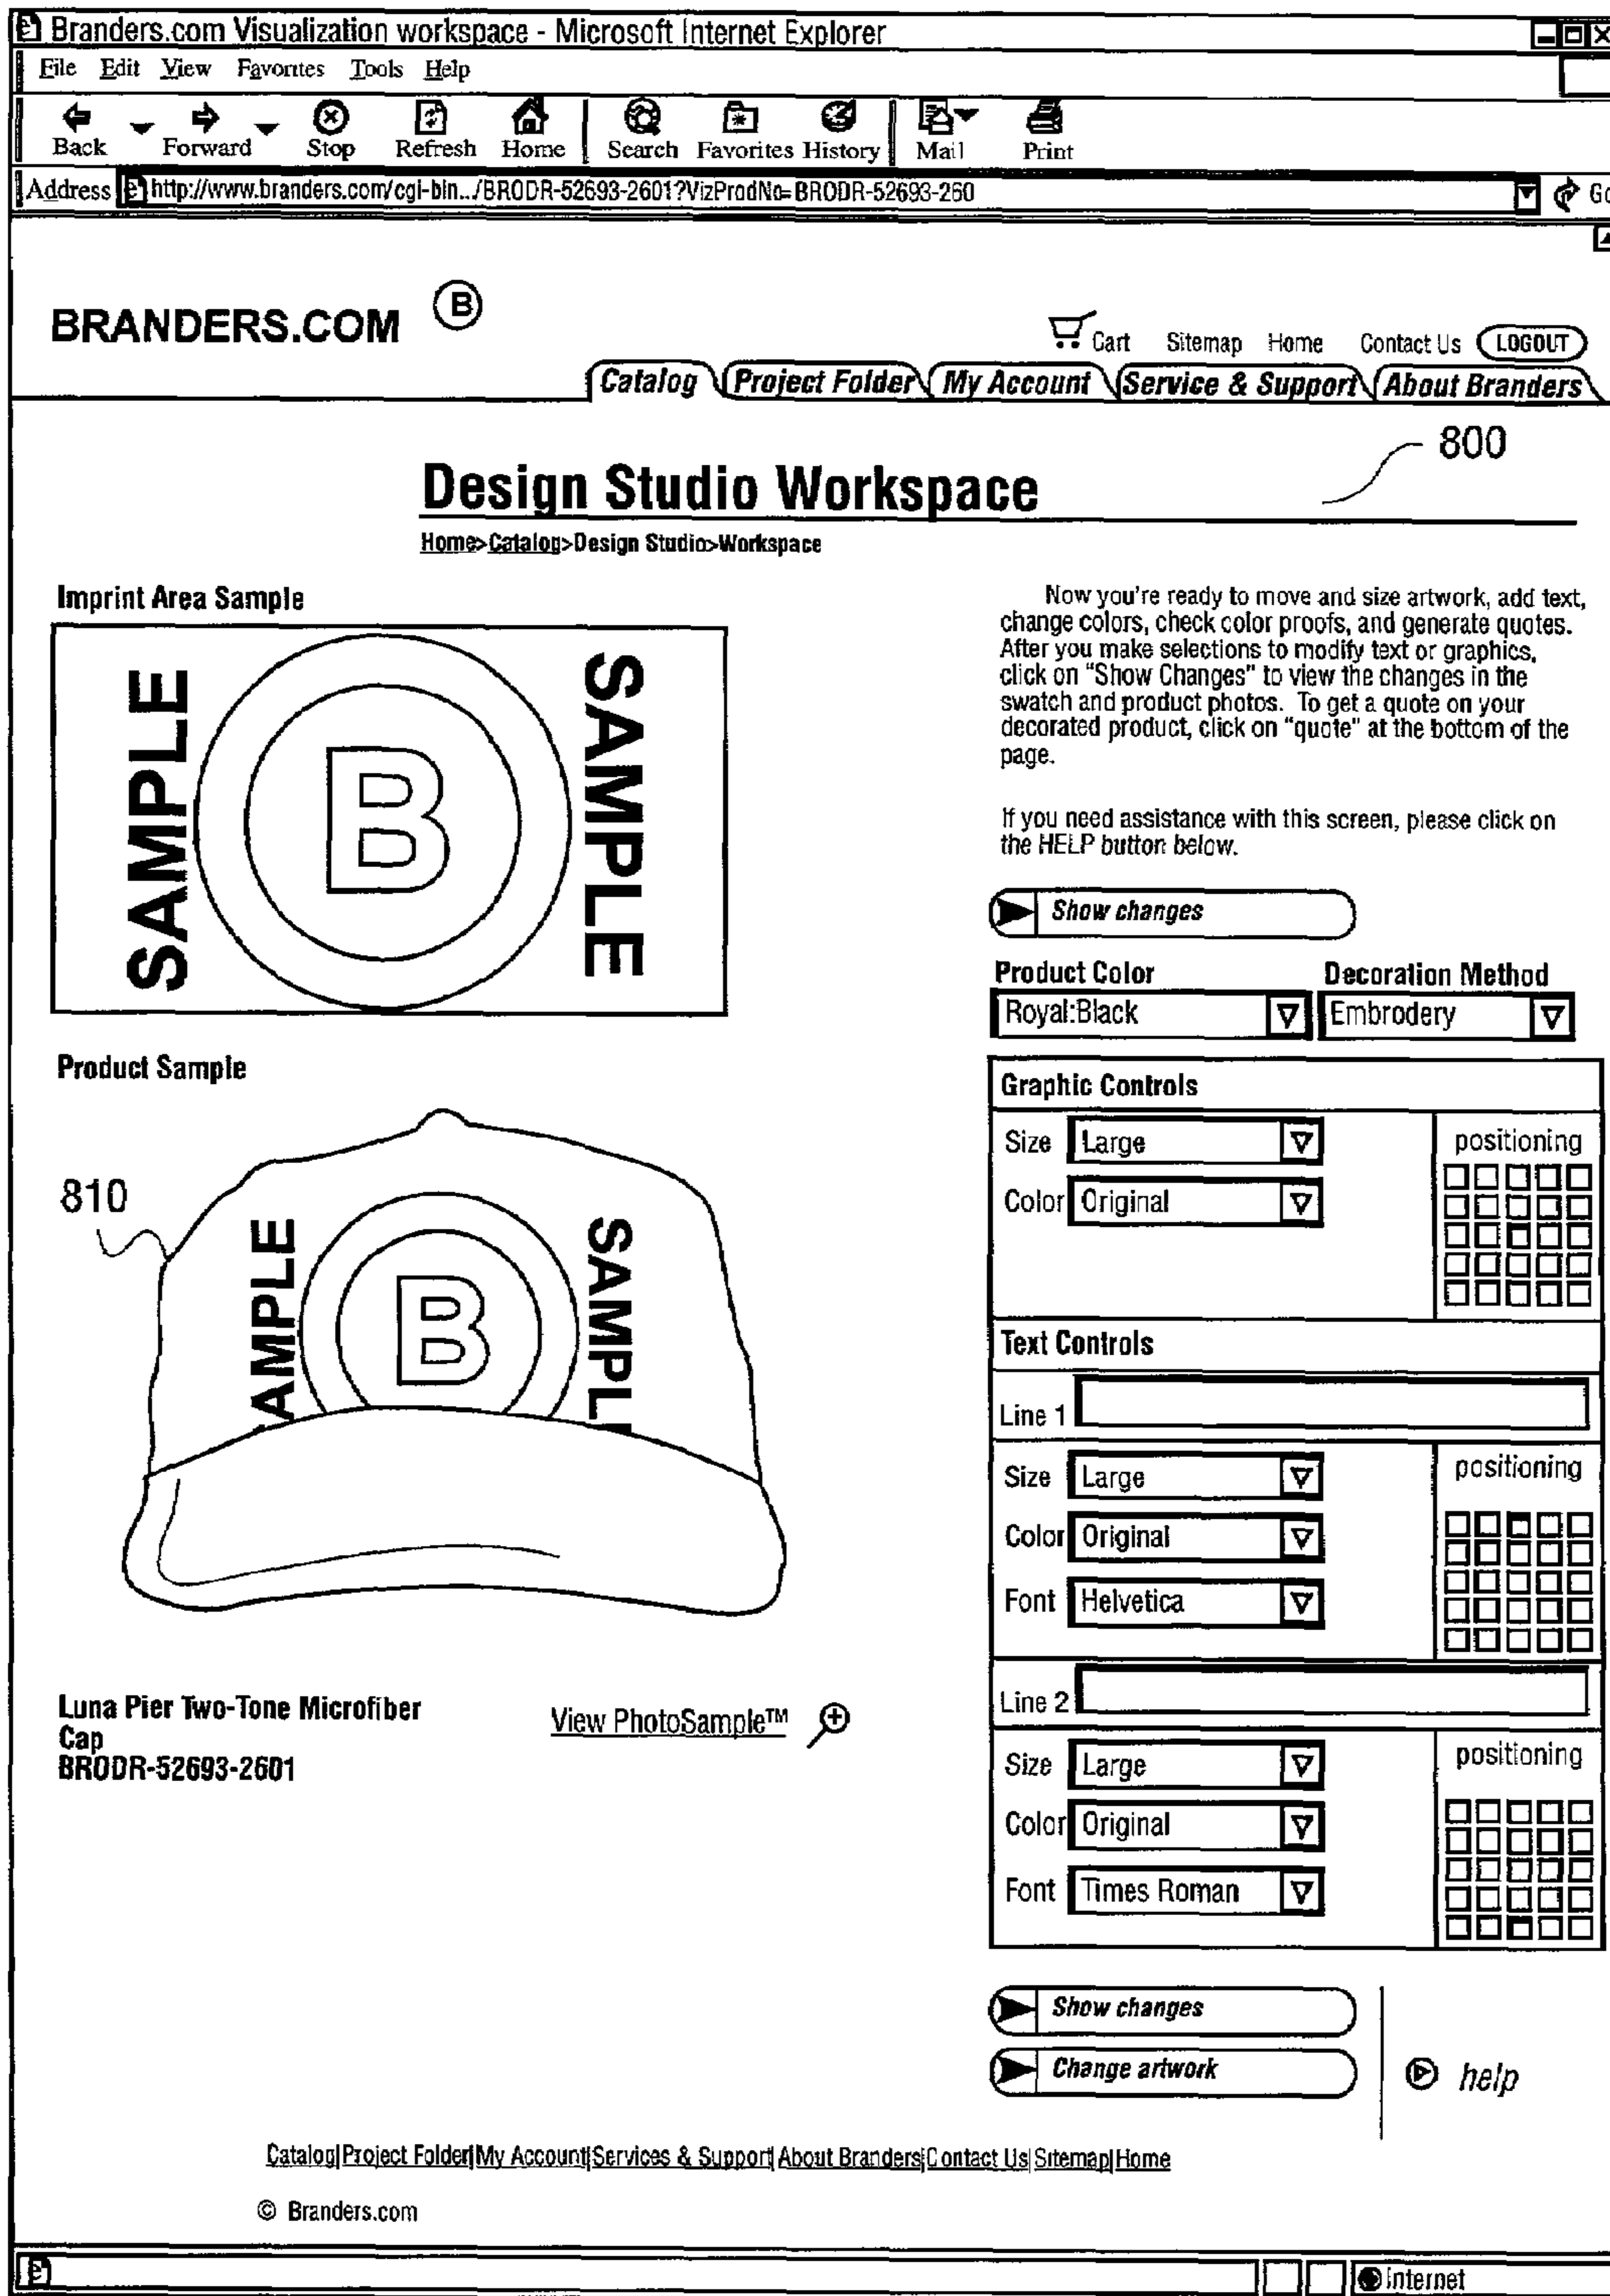 Branders.com Visualization workspace - Microsoft Internet Explorer
File Edit View Favorites Tools Help
Back Forward Stop Refresh Home Search Favorites History Mail Print
Address http://www.branders.com/cgi-bin.../BRODR-52693-2601?VizProdNo=BRODR-52693-260
BRANDERS.COM B
Cart Sitemap Home Contact Us LOGOUT
Catalog Project Folder My Account Service & Support About Branders
800
Design Studio Workspace
Home>Catalog>Design Studio>Workspace
Imprint Area Sample
SAMPLE B SAMPLE
Product Sample
810
AMPLE B SAMPL
Luna Pier Two-Tone Microfiber
Cap
BRODR-52693-2601
View PhotoSample™
Now you're ready to move and size artwork, add text,
change colors, check color proofs, and generate quotes.
After you make selections to modify text or graphics,
click on "Show Changes" to view the changes in the
swatch and product photos. To get a quote on your
decorated product, click on "quote" at the bottom of the
page.
If you need assistance with this screen, please click on
the HELP button below.
Show changes
Product Color Decoration Method
Royal:Black Embrodery
Graphic Controls
Size Large positioning
Color Original
Text Controls
Line 1
Size Large positioning
Color Original
Font Helvetica
Line 2
Size Large positioning
Color Original
Font Times Roman
Show changes
Change artwork
help
Catalog|Project Folder|My Account|Services & Support|About Branders|Contact Us|Sitemap|Home
© Branders.com
Internet